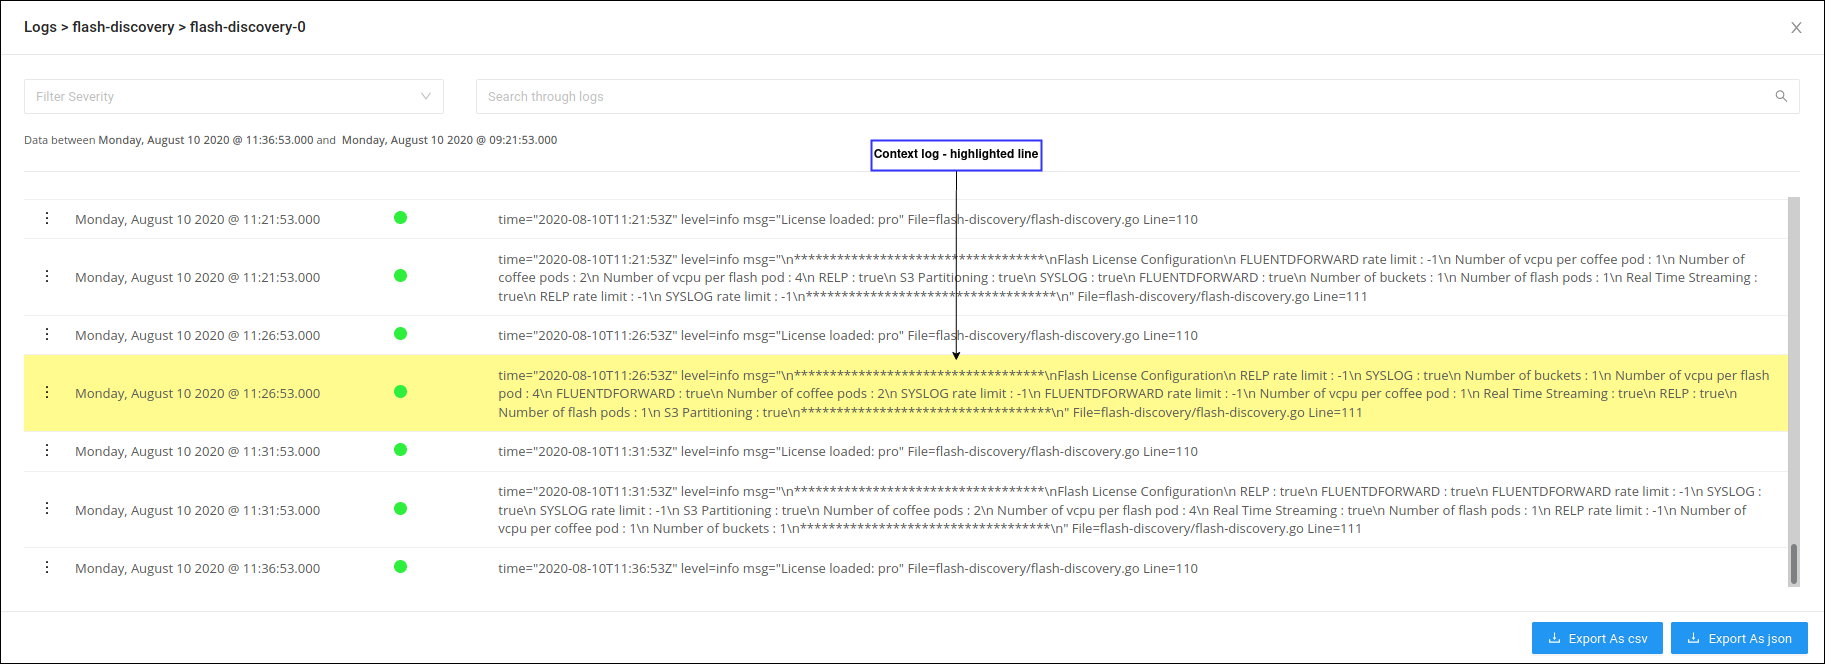 Logs > flash-discovery > flash-discovery-0
Filter Severity
Search through logs
Data between Monday, August 10 2020 @ 11:36:53.000 and Monday, August 10 2020 @ 09:21:53.000
Context log - highlighted line
Monday, August 10 2020 @ 11:21:53.000 time="2020-08-10T11:21:53Z" level=info msg="License loaded: pro" File=flash-discovery/flash-discovery.go Line=110
Monday, August 10 2020 @ 11:21:53.000
time="2020-08-10T11:21:53Z" level=info msg="\n***********************************\nFlash License Configuration\n FLUENTDFORWARD rate limit : -1\n Number of vcpu per coffee pod : 1\n Number of
coffee pods : 2\n Number of vcpu per flash pod : 4\n RELP : true\n S3 Partitioning : true\n SYSLOG : true\n FLUENTDFORWARD : true\n Number of buckets : 1\n Number of flash pods : 1\n Real Time Streaming :
true\n RELP rate limit : -1\n SYSLOG rate limit : -1\n***********************************\n" File=flash-discovery/flash-discovery.go Line=111
Monday, August 10 2020 @ 11:26:53.000 time="2020-08-10T11:26:53Z" level=info msg="License loaded: pro" File=flash-discovery/flash-discovery.go Line=110
Monday, August 10 2020 @ 11:26:53.000
time="2020-08-10T11:26:53Z" level=info msg="\n***********************************\nFlash License Configuration\n RELP rate limit : -1\n SYSLOG : true\n Number of buckets : 1\n Number of vcpu per flash
pod : 4\n FLUENTDFORWARD : true\n Number of coffee pods : 2\n SYSLOG rate limit : -1\n FLUENTDFORWARD rate limit : -1\n Number of vcpu per coffee pod : 1\n Real Time Streaming : true\n RELP : true\n
Number of flash pods : 1\n S3 Partitioning : true\n***********************************\n" File=flash-discovery/flash-discovery.go Line=111
Monday, August 10 2020 @ 11:31:53.000 time="2020-08-10T11:31:53Z" level=info msg="License loaded: pro" File=flash-discovery/flash-discovery.go Line=110
Monday, August 10 2020 @ 11:31:53.000
time="2020-08-10T11:31:53Z" level=info msg="\n***********************************\nFlash License Configuration\n RELP : true\n FLUENTDFORWARD : true\n FLUENTDFORWARD rate limit : -1\n SYSLOG :
true\n SYSLOG rate limit : -1\n S3 Partitioning : true\n Number of coffee pods : 2\n Number of vcpu per flash pod : 4\n Real Time Streaming : true\n Number of flash pods : 1\n RELP rate limit : -1\n Number of
vcpu per coffee pod : 1\n Number of buckets : 1\n***********************************\n" File=flash-discovery/flash-discovery.go Line=111
Monday, August 10 2020 @ 11:36:53.000 time="2020-08-10T11:36:53Z" level=info msg="License loaded: pro" File=flash-discovery/flash-discovery.go Line=110
Export As csv
Export As json